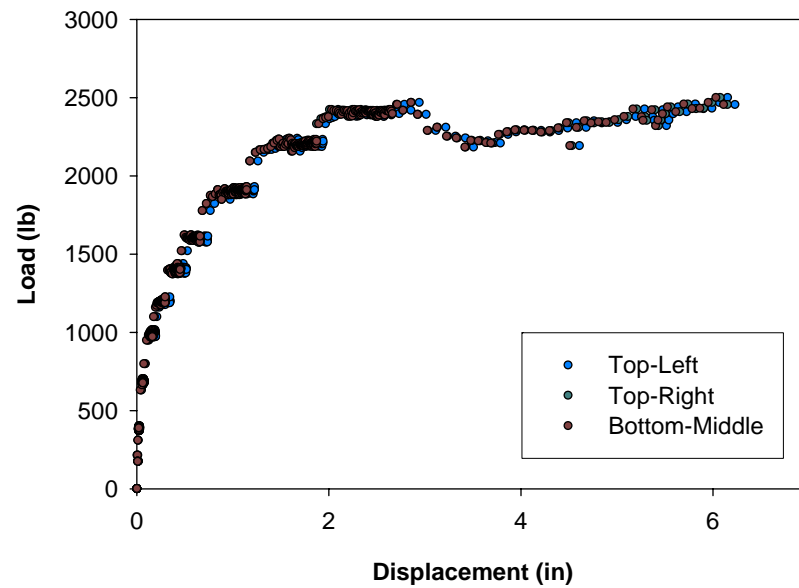 3000
2500
2000
1500
1000
500
0
Load (lb)
Top-Left
Top-Right
Bottom-Middle
0 2 4 6
Displacement (in)